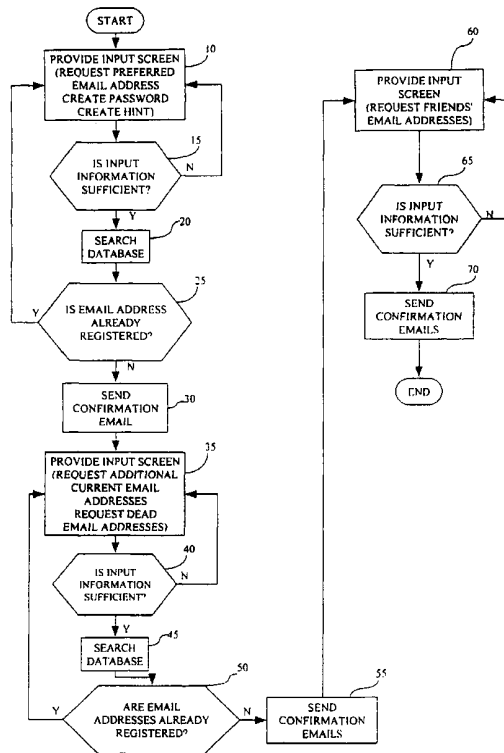 START
10
PROVIDE INPUT SCREEN
(REQUEST PREFERRED
EMAIL ADDRESS
CREATE PASSWORD
CREATE HINT)
15
IS INPUT
INFORMATION
SUFFICIENT?
N
Y
20
SEARCH
DATABASE
25
Y
IS EMAIL ADDRESS
ALREADY
REGISTERED?
N
30
SEND
CONFIRMATION
EMAIL
35
PROVIDE INPUT SCREEN
(REQUEST ADDITIONAL
CURRENT EMAIL
ADDRESSES
REQUEST DEAD
EMAIL ADDRESSES)
40
IS INPUT
INFORMATION
SUFFICIENT?
N
Y
45
SEARCH
DATABASE
50
Y
ARE EMAIL
ADDRESSES ALREADY
REGISTERED?
N
55
SEND
CONFIRMATION
EMAILS
60
PROVIDE INPUT
SCREEN
(REQUEST FRIENDS'
EMAIL ADDRESSES)
65
IS INPUT
INFORMATION
SUFFICIENT?
N
Y
70
SEND
CONFIRMATION
EMAILS
END